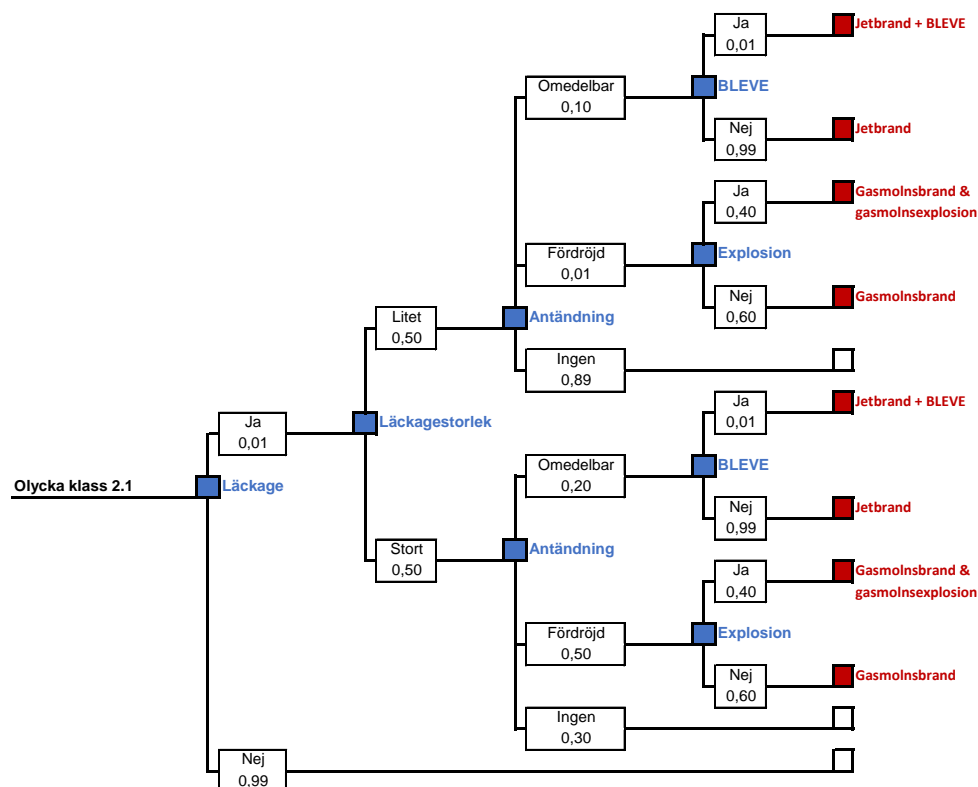 Ja
0,01
Jetbrand + BLEVE
Omedelbar
0,10
BLEVE
Nej
0,99
Jetbrand
Ja
0,40
Gasmolnsbrand &
gasmolnsexplosion
Fördröjd
0,01
Explosion
Nej
0,60
Gasmolnsbrand
Litet
0,50
Antändning
Ingen
0,89
Ja
0,01
Jetbrand + BLEVE
Ja
0,01
Läckagestorlek
Omedelbar
0,20
BLEVE
Olycka klass 2.1
Läckage
Nej
0,99
Jetbrand
Stort
0,50
Antändning
Ja
0,40
Gasmolnsbrand &
gasmolnsexplosion
Fördröjd
0,50
Explosion
Nej
0,60
Gasmolnsbrand
Ingen
0,30
Nej
0,99